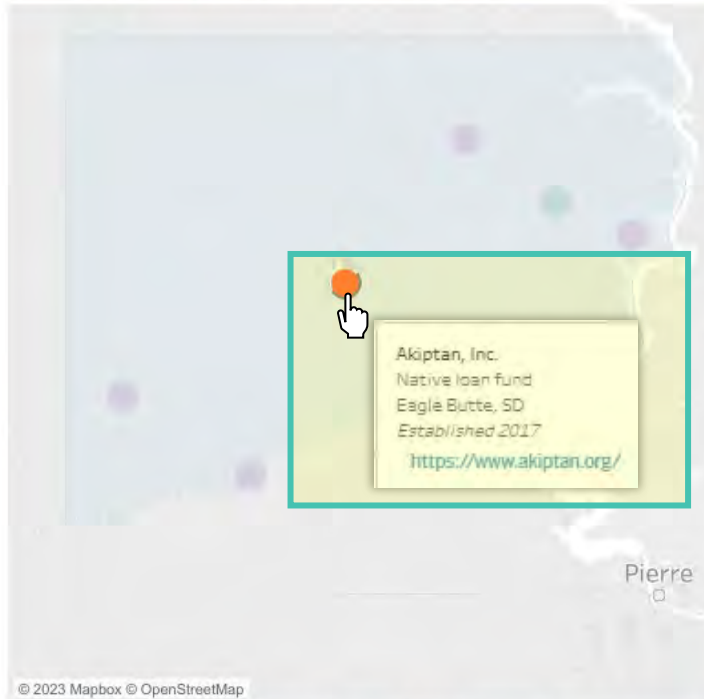 Akiptan, Inc.
Native loan fund
Eagle Butte, SD
Established 2017
https://www.akiptan.org/
Pierre
© 2023 Mapbox © OpenStreetMap